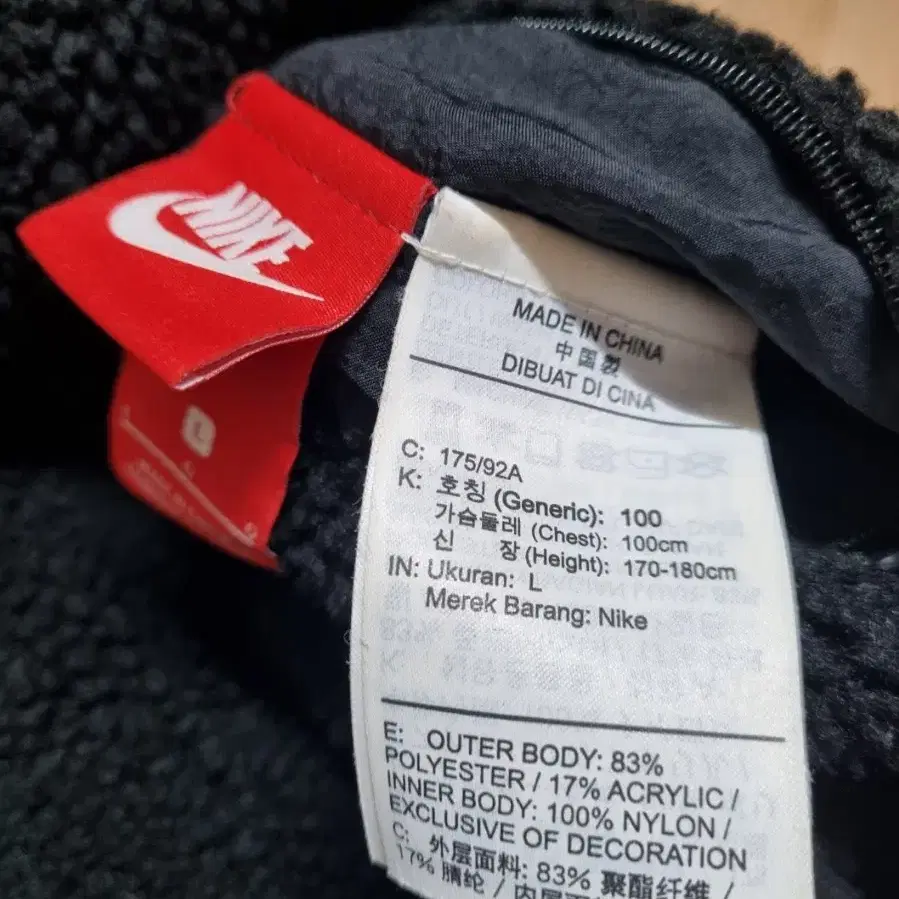 NIKE
L
MADE IN CHINA
中国製
DIBUAT DI CINA
C: 175/92A
K: 호칭 (Generic): 100
가슴둘레 (Chest): 100cm
신 장 (Height): 170-180cm
IN: Ukuran: L
Merek Barang: Nike
E: OUTER BODY: 83%
POLYESTER / 17% ACRYLIC /
INNER BODY: 100% NYLON /
EXCLUSIVE OF DECORATION
C: 外层面料: 83% 聚酯纤维 /
17% 腈纶 / 内层面